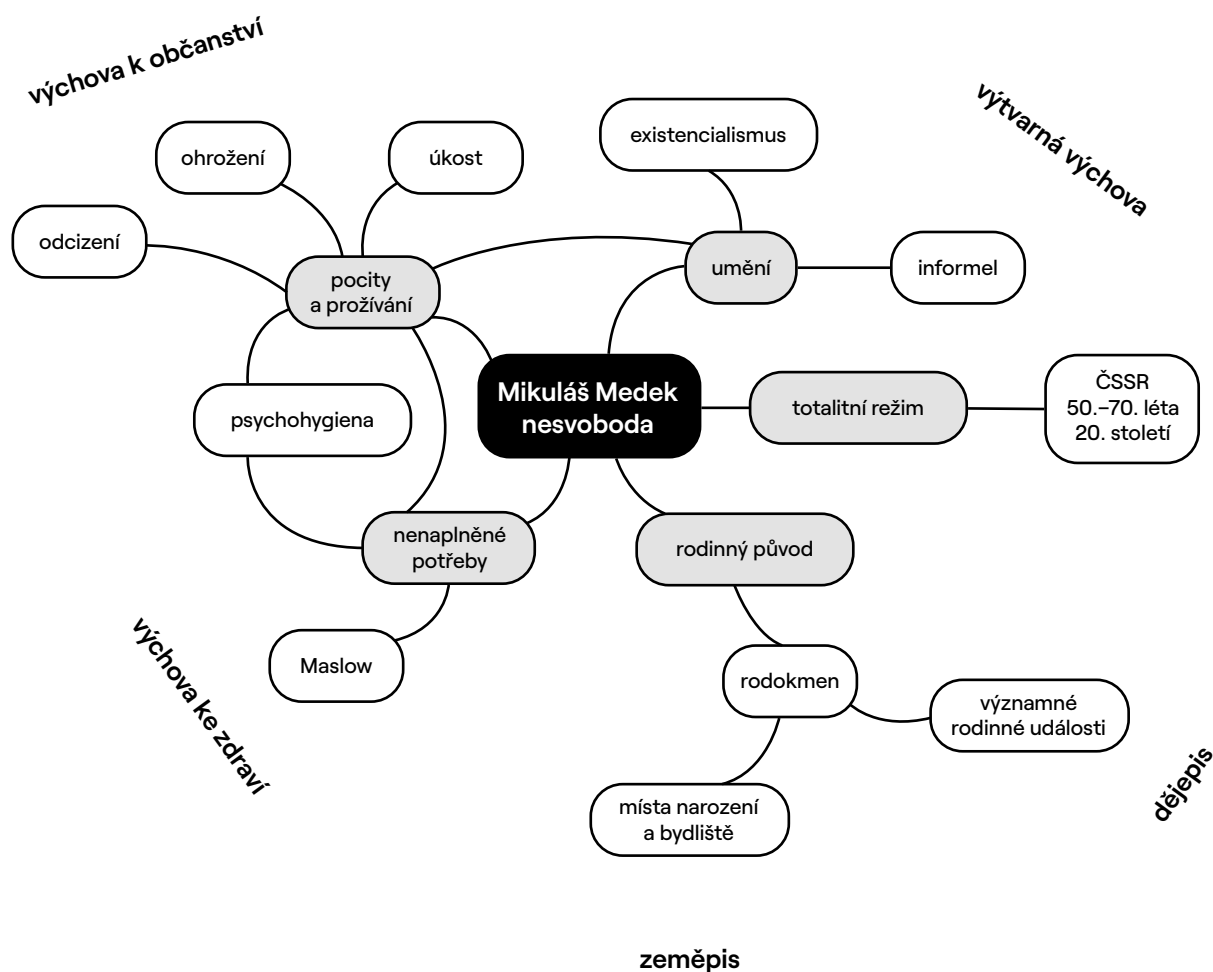 výchova k občanství
výtvarná výchova
existencialismus
ohrožení
úkost
odcizení
umění
informel
pocity
a prožívání
Mikuláš Medek
nesvoboda
totalitní režim
ČSSR
50.–70. léta
20. století
psychohygiena
nenaplněné
potřeby
rodinný původ
výchova ke zdraví
Maslow
rodokmen
významné
rodinné události
dějepis
místa narození
a bydliště
zeměpis